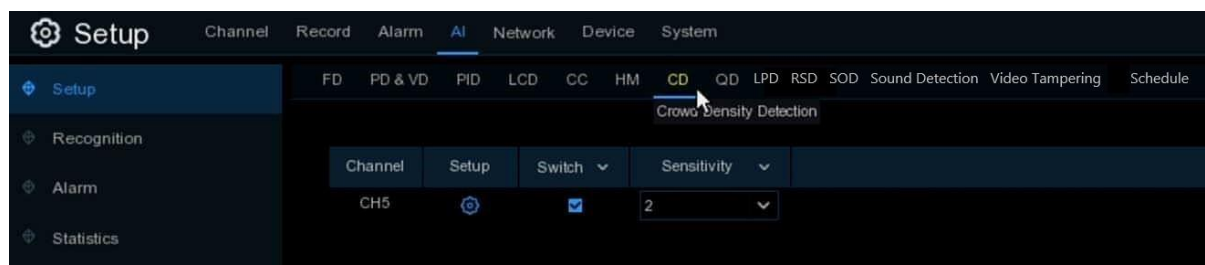 Setup Channel Record Alarm AI Network Device System
Setup FD PD & VD PID LCD CC HM CD QD LPD RSD SOD Sound Detection Video Tampering Schedule
Crowd Density Detection
Recognition
Channel Setup Switch Sensitivity
Alarm
CH5 2
Statistics